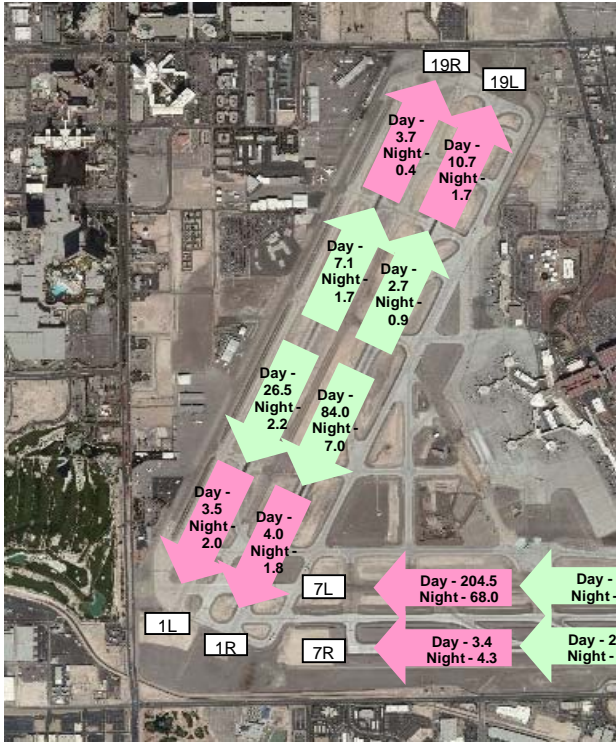 19R
19L
Day -
3.7
Night -
0.4
Day -
10.7
Night -
1.7
Day -
7.1
Night -
1.7
Day -
2.7
Night -
0.9
Day -
26.5
Night -
2.2
Day -
84.0
Night -
7.0
Day -
3.5
Night -
2.0
Day -
4.0
Night -
1.8
7L
Day - 204.5
Night - 68.0
Day -
Night -
1L
1R
7R
Day - 3.4
Night - 4.3
Day - 2
Night -